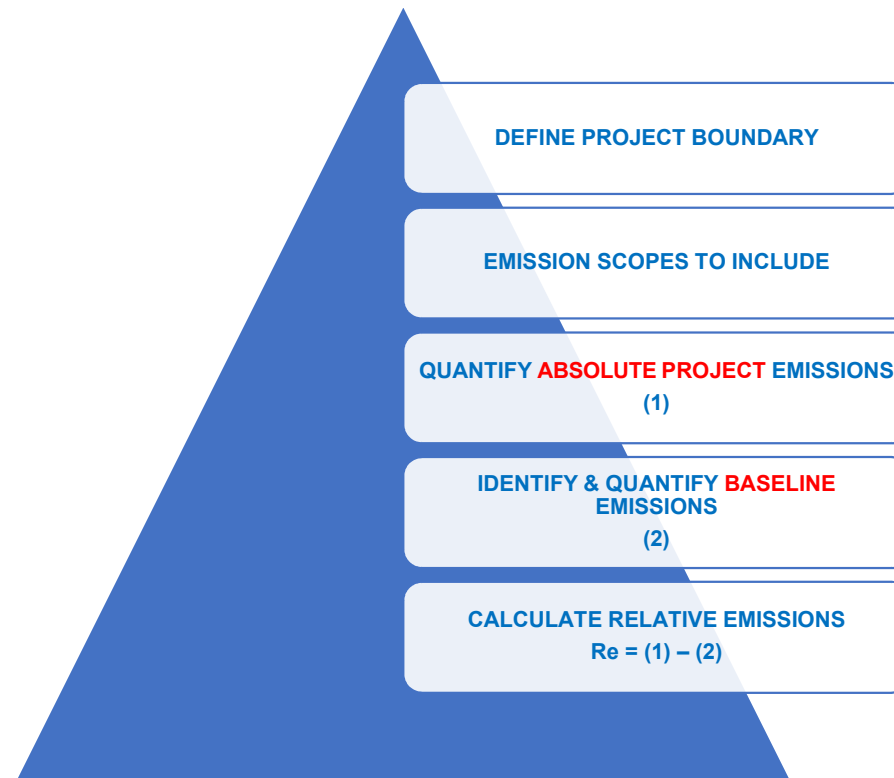 DEFINE PROJECT BOUNDARY
EMISSION SCOPES TO INCLUDE
QUANTIFY ABSOLUTE PROJECT EMISSIONS
(1)
IDENTIFY & QUANTIFY BASELINE
EMISSIONS
(2)
CALCULATE RELATIVE EMISSIONS
Re = (1) – (2)